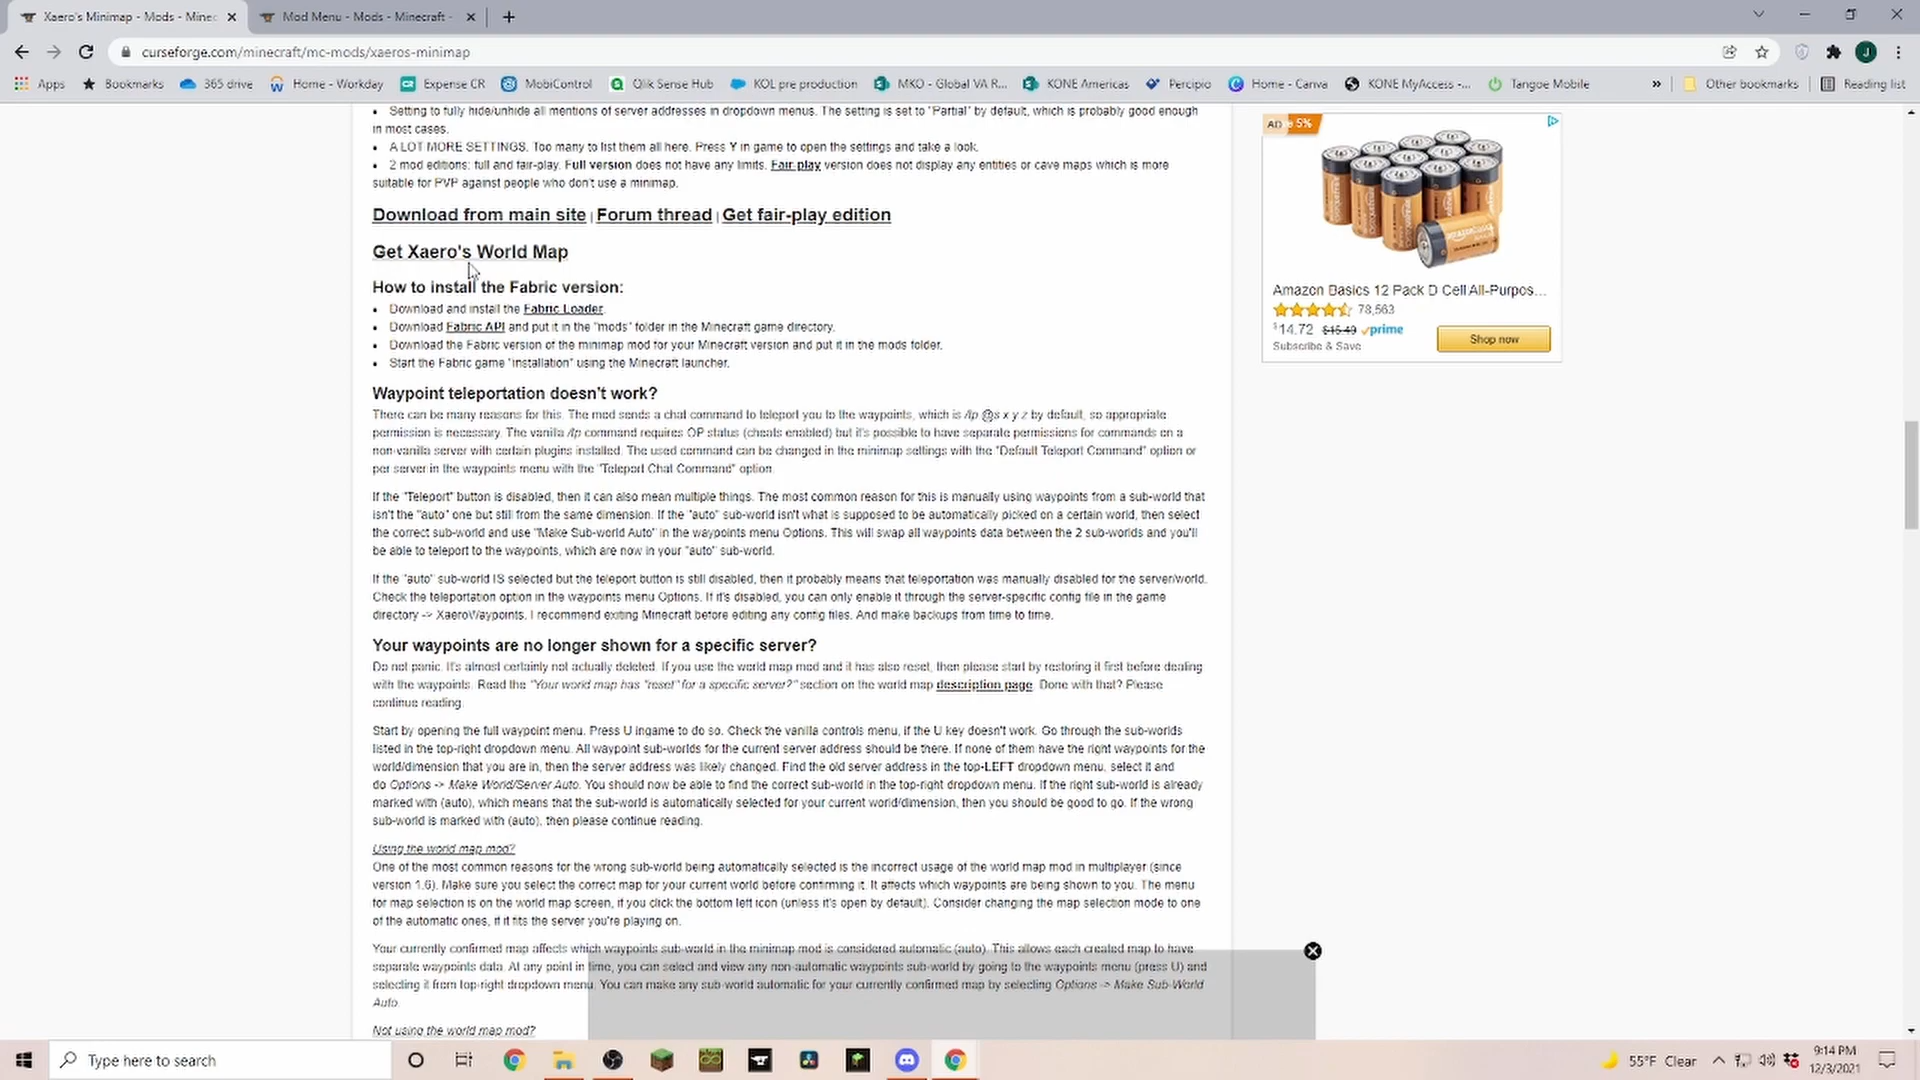 Xaero's Minimap - Mods - Minec
Mod Menu - Mods - Minecraft -
curseforge.com/minecraft/mc-mods/xaeros-minimap
Apps Bookmarks 365 drive Home - Workday Expense CR MobiControl Qlik Sense Hub KOL pre production MKO - Global VA R... KONE Americas Percipio Home - Canva KONE MyAccess -... Tangoe Mobile » Other bookmarks Reading list
• Setting to fully hide/unhide all mentions of server addresses in dropdown menus. The setting is set to "Partial" by default, which is probably good enough
in most cases.
• A LOT MORE SETTINGS. Too many to list them all here. Press Y in game to open the settings and take a look.
• 2 mod editions: full and fair-play. Full version does not have any limits. Fair-play version does not display any entities or cave maps which is more
suitable for PVP against people who don't use a minimap.
Download from main site | Forum thread | Get fair-play edition
Get Xaero's World Map
How to install the Fabric version:
• Download and install the Fabric Loader.
• Download Fabric API and put it in the "mods" folder in the Minecraft game directory.
• Download the Fabric version of the minimap mod for your Minecraft version and put it in the mods folder.
• Start the Fabric game "installation" using the Minecraft launcher.
Waypoint teleportation doesn't work?
There can be many reasons for this. The mod sends a chat command to teleport you to the waypoints, which is /tp @s x y z by default, so appropriate
permission is necessary. The vanilla /tp command requires OP status (cheats enabled) but it's possible to have separate permissions for commands on a
non-vanilla server with certain plugins installed. The used command can be changed in the minimap settings with the "Default Teleport Command" option or
per server in the waypoints menu with the "Teleport Chat Command" option.
If the "Teleport" button is disabled, then it can also mean multiple things. The most common reason for this is manually using waypoints from a sub-world that
isn't the "auto" one but still from the same dimension. If the "auto" sub-world isn't what is supposed to be automatically picked on a certain world, then select
the correct sub-world and use "Make Sub-world Auto" in the waypoints menu Options. This will swap all waypoints data between the 2 sub-worlds and you'll
be able to teleport to the waypoints, which are now in your "auto" sub-world.
If the "auto" sub-world IS selected but the teleport button is still disabled, then it probably means that teleportation was manually disabled for the server/world.
Check the teleportation option in the waypoints menu Options. If it's disabled, you can only enable it through the server-specific config file in the game
directory -> XaeroWaypoints. I recommend exiting Minecraft before editing any config files. And make backups from time to time.
Your waypoints are no longer shown for a specific server?
Do not panic. It's almost certainly not actually deleted. If you use the world map mod and it has also reset, then please start by restoring it first before dealing
with the waypoints. Read the "Your world map has "reset" for a specific server?" section on the world map description page. Done with that? Please
continue reading.
Start by opening the full waypoint menu. Press U ingame to do so. Check the vanilla controls menu, if the U key doesn't work. Go through the sub-worlds
listed in the top-right dropdown menu. All waypoint sub-worlds for the current server address should be there. If none of them have the right waypoints for the
world/dimension that you are in, then the server address was likely changed. Find the old server address in the top-LEFT dropdown menu, select it and
do Options -> Make World/Server Auto. You should now be able to find the correct sub-world in the top-right dropdown menu. If the right sub-world is already
marked with (auto), which means that the sub-world is automatically selected for your current world/dimension, then you should be good to go. If the wrong
sub-world is marked with (auto), then please continue reading.
Using the world map mod?
One of the most common reasons for the wrong sub-world being automatically selected is the incorrect usage of the world map mod in multiplayer (since
version 1.6). Make sure you select the correct map for your current world before confirming it. It affects which waypoints are being shown to you. The menu
for map selection is on the world map screen, if you click the bottom left icon (unless it's open by default). Consider changing the map selection mode to one
of the automatic ones, if it fits the server you're playing on.
Your currently confirmed map affects which waypoints sub-world in the minimap mod is considered automatic (auto). This allows each created map to have
separate waypoints data. At any point in time, you can select and view any non-automatic waypoints sub-world by going to the waypoints menu (press U) and
selecting it from top-right dropdown menu. You can make any sub-world automatic for your currently confirmed map by selecting Options -> Make Sub-World
Auto.
Not using the world map mod?
AD 5%
Amazon Basics 12 Pack D Cell All-Purpos...
78,563
$14.72 $15.49 prime
Subscribe & Save
Shop now
Type here to search
55°F Clear
9:14 PM
12/3/2021